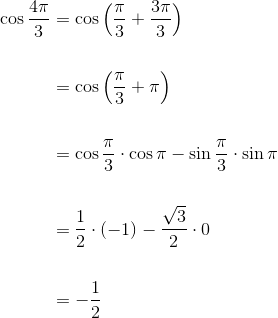 cos 4π/3 = cos(π/3 + 3π/3)
= cos(π/3 + π)
= cos π/3 · cos π − sin π/3 · sin π
= 1/2 · (−1) − √3/2 · 0
= −1/2